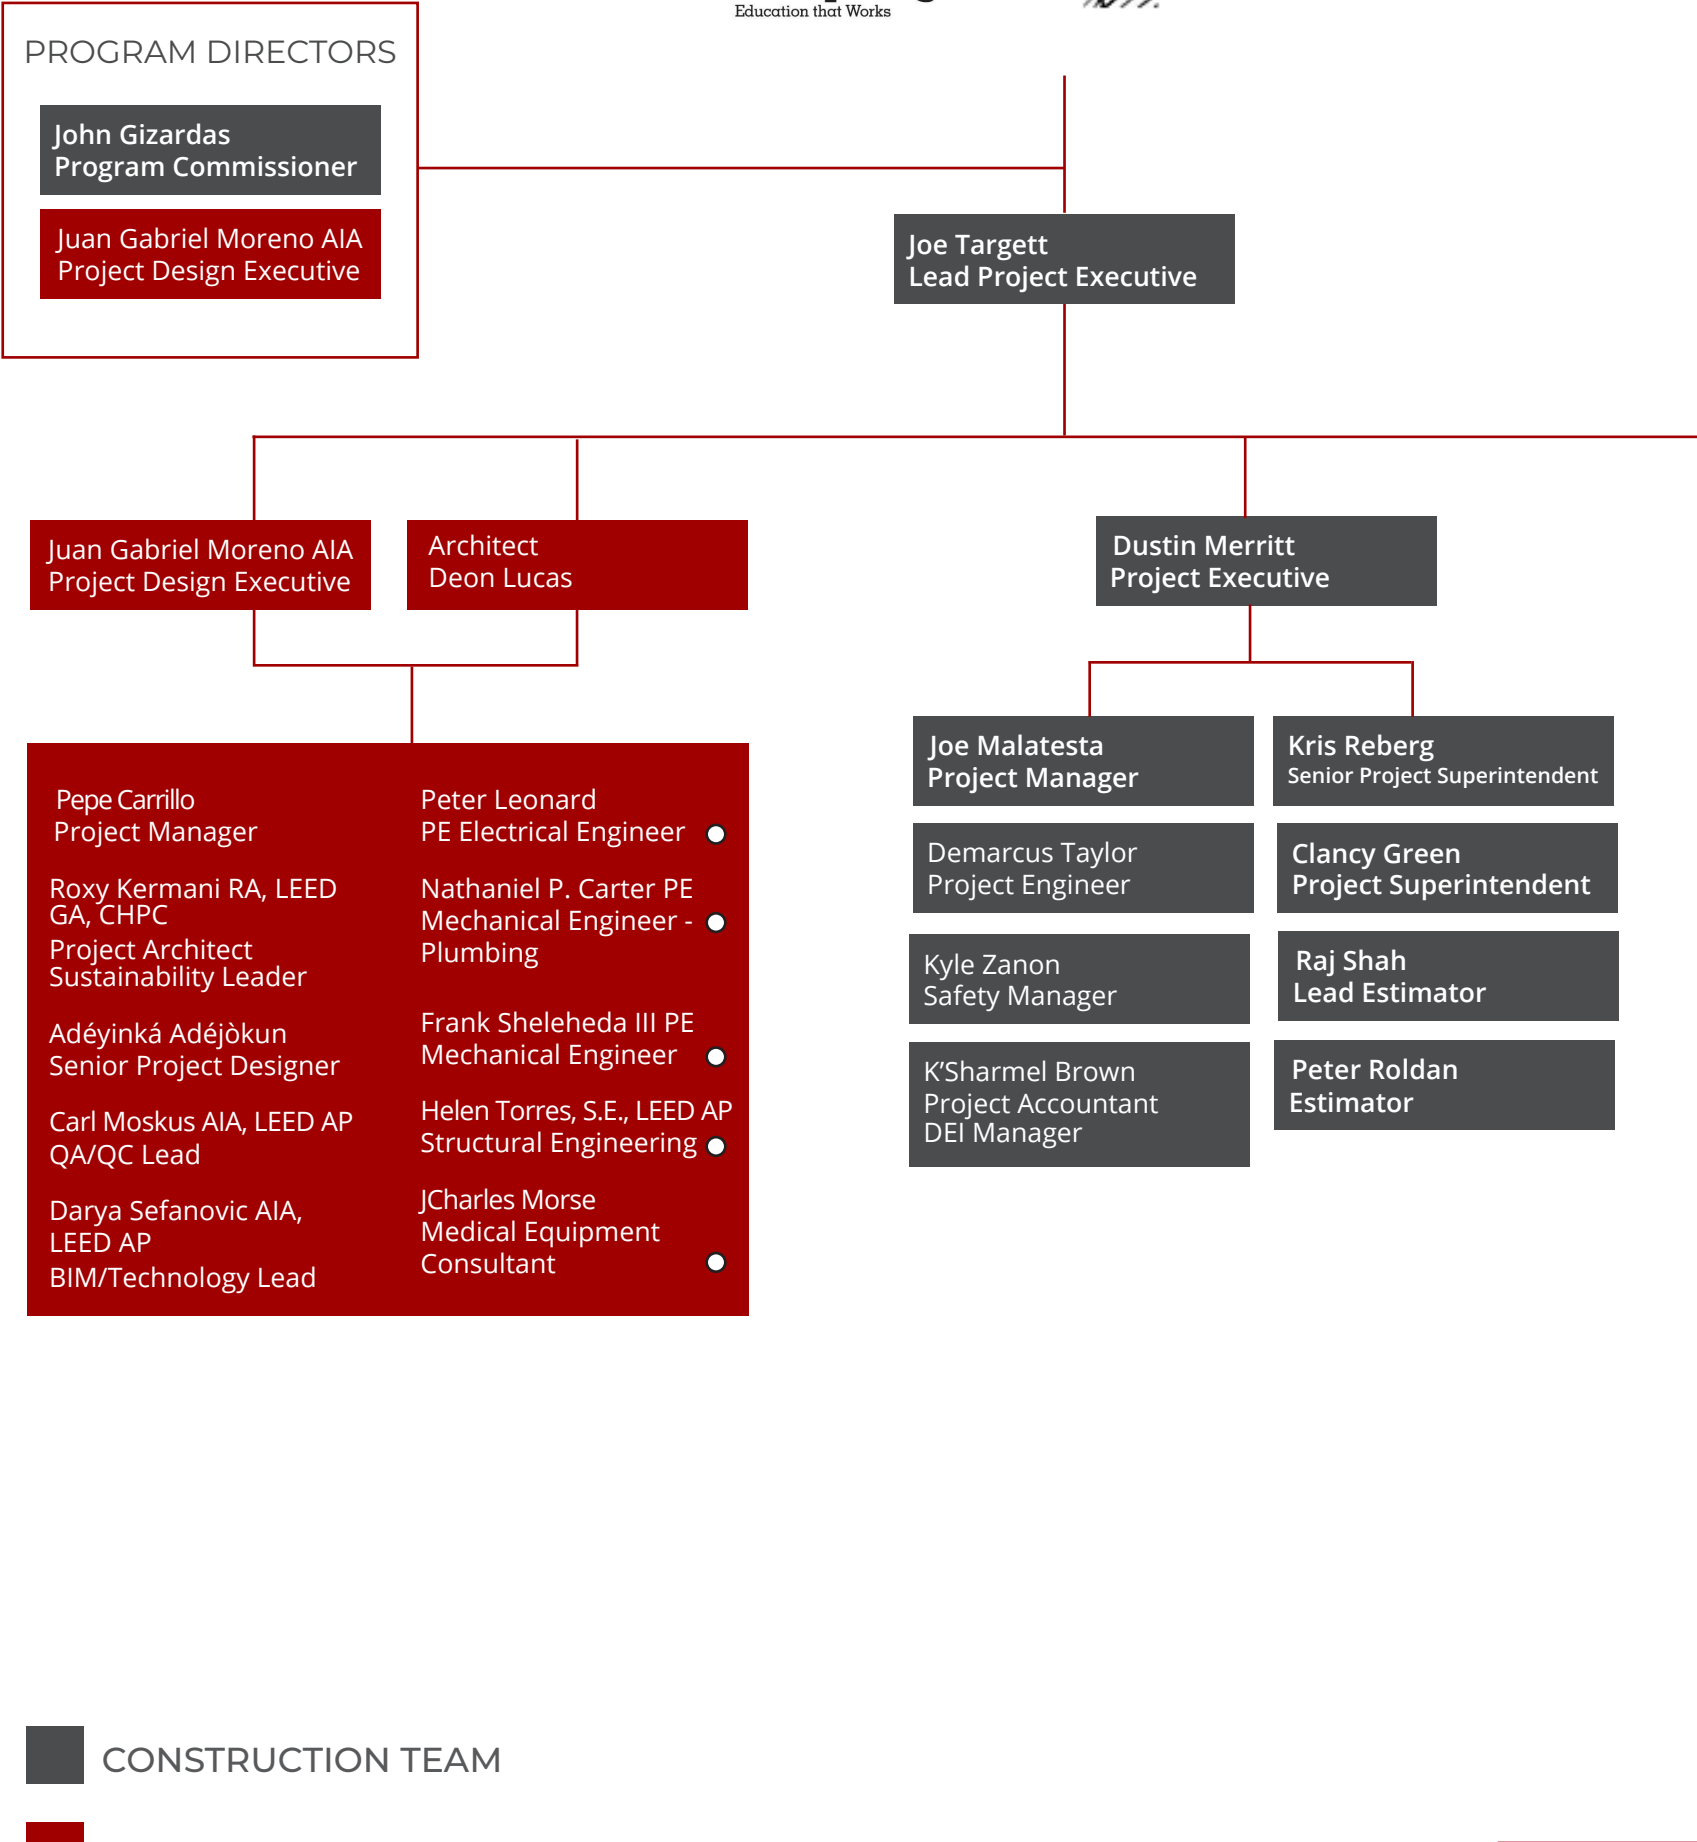 Education that Works
PROGRAM DIRECTORS
John Gizardas
Program Commissioner
Juan Gabriel Moreno AIA
Project Design Executive
Joe Targett
Lead Project Executive
Juan Gabriel Moreno AIA
Project Design Executive
Architect
Deon Lucas
Dustin Merritt
Project Executive
Pepe Carrillo
Project Manager
Roxy Kermani RA, LEED
GA, CHPC
Project Architect
Sustainability Leader
Adéyinká Adéjòkun
Senior Project Designer
Carl Moskus AIA, LEED AP
QA/QC Lead
Darya Sefanovic AIA,
LEED AP
BIM/Technology Lead
Peter Leonard
PE Electrical Engineer
Nathaniel P. Carter PE
Mechanical Engineer -
Plumbing
Frank Sheleheda III PE
Mechanical Engineer
Helen Torres, S.E., LEED AP
Structural Engineering
JCharles Morse
Medical Equipment
Consultant
Joe Malatesta
Project Manager
Demarcus Taylor
Project Engineer
Kyle Zanon
Safety Manager
K’Sharmel Brown
Project Accountant
DEI Manager
Kris Reberg
Senior Project Superintendent
Clancy Green
Project Superintendent
Raj Shah
Lead Estimator
Peter Roldan
Estimator
CONSTRUCTION TEAM